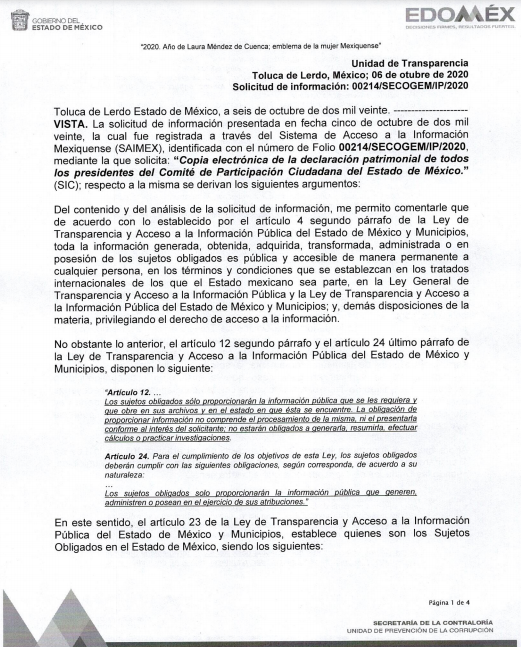 GOBIERNO DEL
ESTADO DE MÉXICO
EDOMÉX
DECISIONES FIRMES, RESULTADOS FUERTES.
"2020. Año de Laura Méndez de Cuenca; emblema de la mujer Mexiquense"
Unidad de Transparencia
Toluca de Lerdo, México; 06 de otubre de 2020
Solicitud de información: 00214/SECOGEM/IP/2020
Toluca de Lerdo Estado de México, a seis de octubre de dos mil veinte. --------------------
VISTA. La solicitud de información presentada en fecha cinco de octubre de dos mil
veinte, la cual fue registrada a través del Sistema de Acceso a la Información
Mexiquense (SAIMEX), identificada con el número de Folio 00214/SECOGEM/IP/2020,
mediante la que solicita: “Copia electrónica de la declaración patrimonial de todos
los presidentes del Comité de Participación Ciudadana del Estado de México.”
(SIC); respecto a la misma se derivan los siguientes argumentos:
Del contenido y del análisis de la solicitud de información, me permito comentarle que
de acuerdo con lo establecido por el artículo 4 segundo párrafo de la Ley de
Transparencia y Acceso a la Información Pública del Estado de México y Municipios,
toda la información generada, obtenida, adquirida, transformada, administrada o en
posesión de los sujetos obligados es pública y accesible de manera permanente a
cualquier persona, en los términos y condiciones que se establezcan en los tratados
internacionales de los que el Estado mexicano sea parte, en la Ley General de
Transparencia y Acceso a la Información Pública y la Ley de Transparencia y Acceso a
la Información Pública del Estado de México y Municipios; y, demás disposiciones de la
materia, privilegiando el derecho de acceso a la información.
No obstante lo anterior, el artículo 12 segundo párrafo y el artículo 24 último párrafo de
la Ley de Transparencia y Acceso a la Información Pública del Estado de México y
Municipios, disponen lo siguiente:
“Artículo 12. …
Los sujetos obligados sólo proporcionarán la información pública que se les requiera y
que obre en sus archivos y en el estado en que ésta se encuentre. La obligación de
proporcionar información no comprende el procesamiento de la misma, ni el presentarla
conforme al interés del solicitante; no estarán obligados a generarla, resumirla, efectuar
cálculos o practicar investigaciones.
Artículo 24. Para el cumplimiento de los objetivos de esta Ley, los sujetos obligados
deberán cumplir con las siguientes obligaciones, según corresponda, de acuerdo a su
naturaleza:
…
Los sujetos obligados solo proporcionarán la información pública que generen,
administren o posean en el ejercicio de sus atribuciones.”
En este sentido, el artículo 23 de la Ley de Transparencia y Acceso a la Información
Pública del Estado de México y Municipios, establece quienes son los Sujetos
Obligados en el Estado de México, siendo los siguientes:
Página 1 de 4
SECRETARÍA DE LA CONTRALORÍA
UNIDAD DE PREVENCIÓN DE LA CORRUPCIÓN